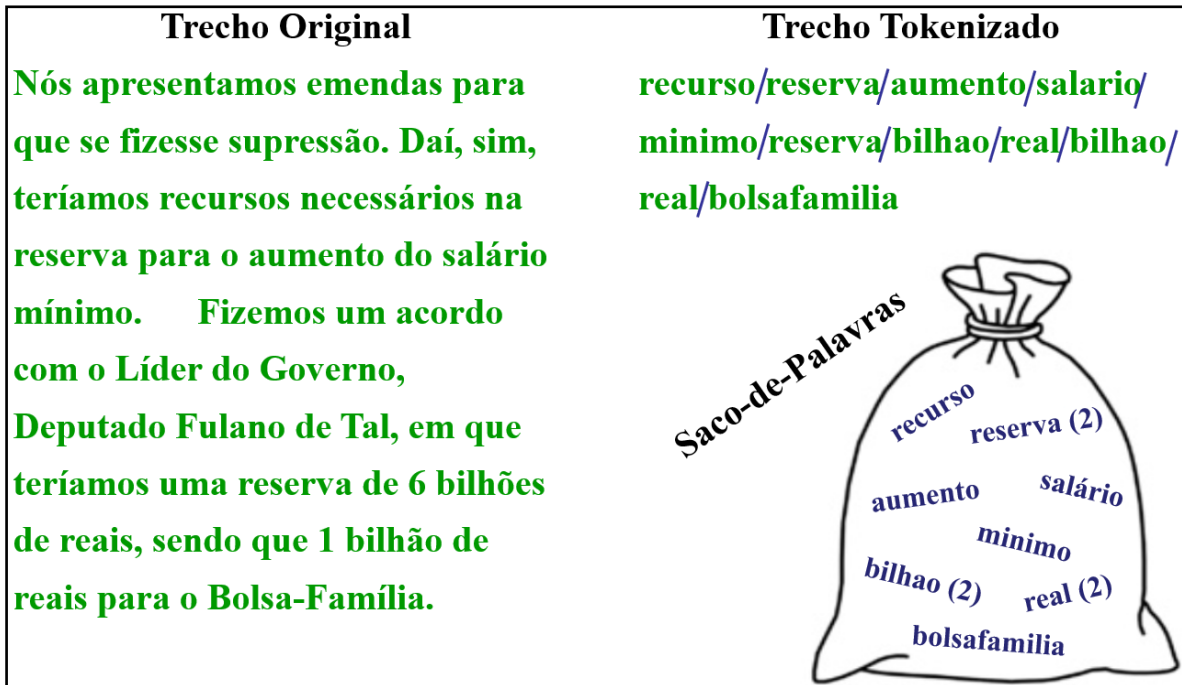 Trecho Original
Nós apresentamos emendas para
que se fizesse supressão. Daí, sim,
teríamos recursos necessários na
reserva para o aumento do salário
mínimo. Fizemos um acordo
com o Líder do Governo,
Deputado Fulano de Tal, em que
teríamos uma reserva de 6 bilhões
de reais, sendo que 1 bilhão de
reais para o Bolsa-Família.
Trecho Tokenizado
recurso/reserva/aumento/salario/
minimo/reserva/bilhao/real/bilhao/
real/bolsafamilia
Saco-de-Palavras
recurso
reserva (2)
aumento
salário
minimo
bilhao (2)
real (2)
bolsafamilia